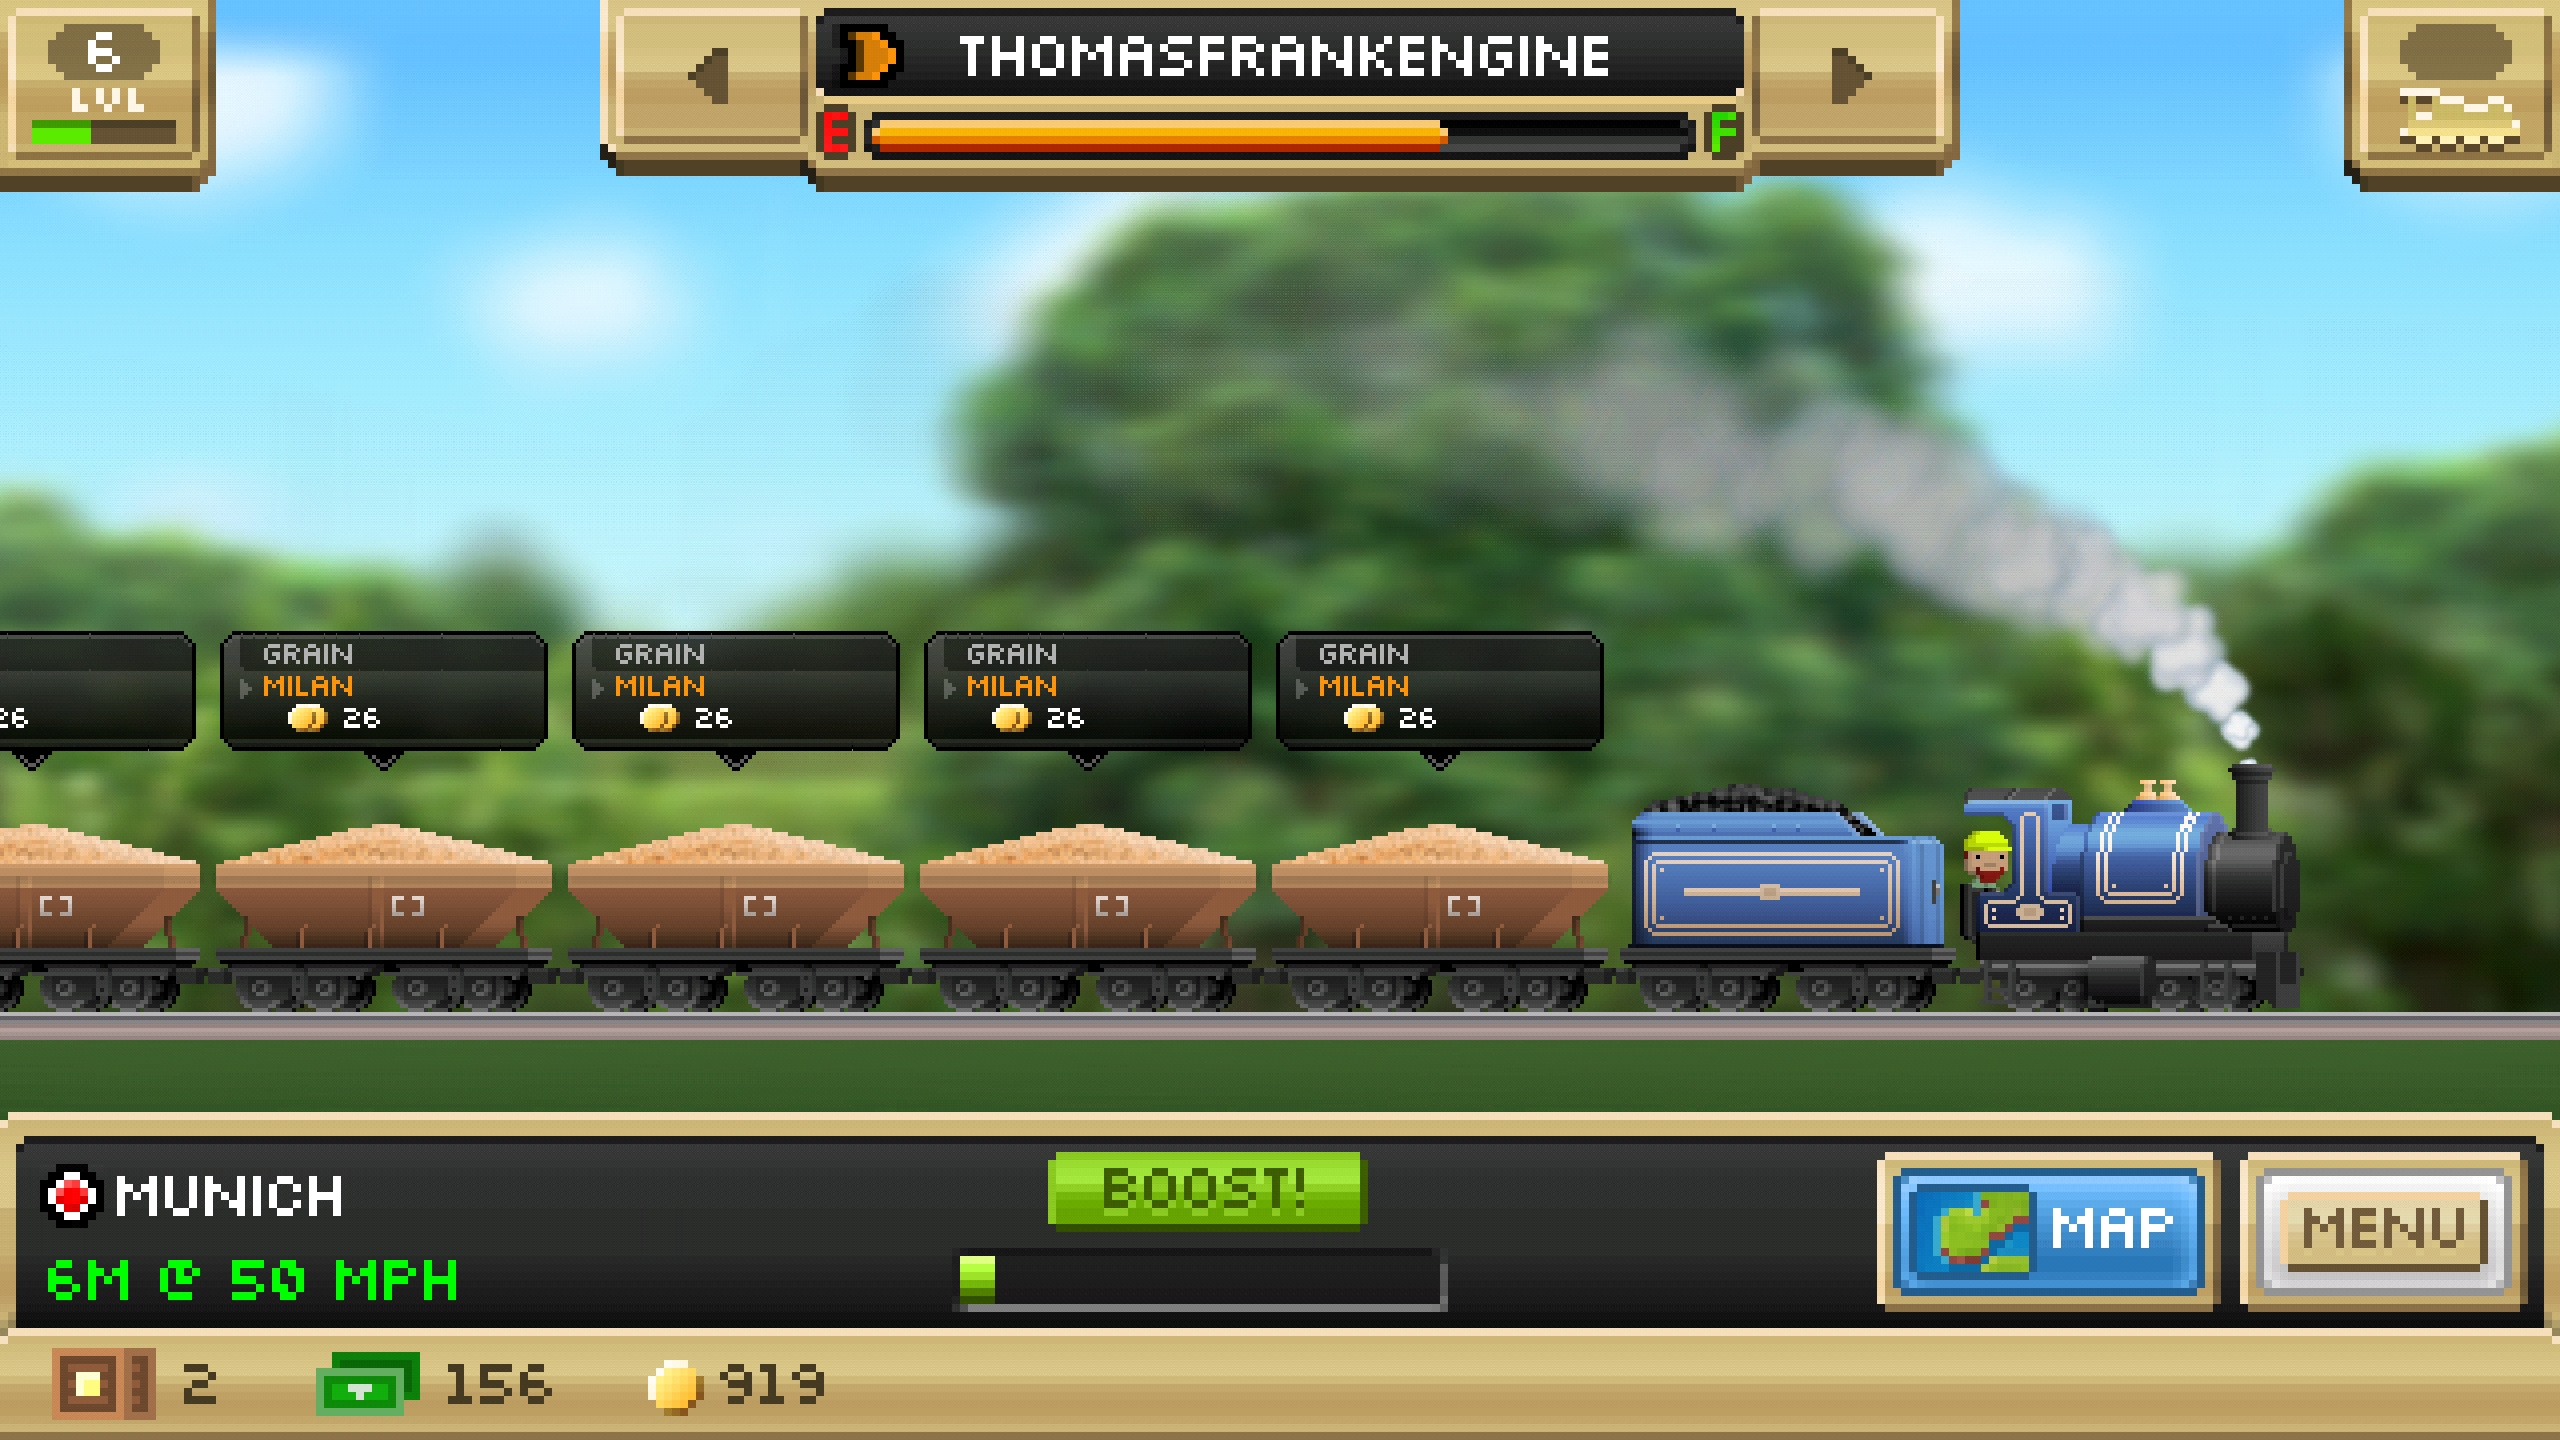 6
LVL
THOMASFRANKENGINE
E
F
26
GRAIN
MILAN
26
GRAIN
MILAN
26
GRAIN
MILAN
26
GRAIN
MILAN
26
MUNICH
6M @ 50 MPH
BOOST!
MAP
MENU
2
156
919